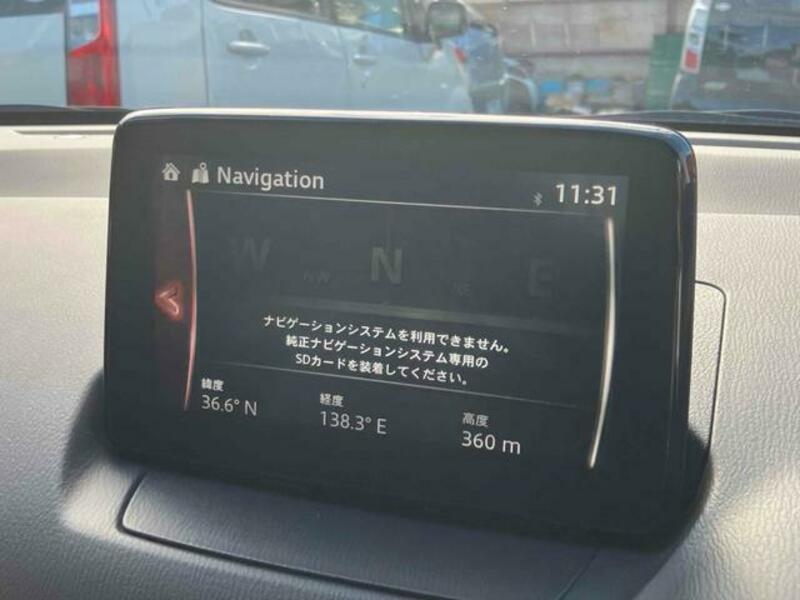 Navigation
11:31
W NW N NE E
ナビゲーションシステムを利用できません。
純正ナビゲーションシステム専用の
SDカードを装着してください。
緯度 経度 高度
36.6° N 138.3° E 360 m